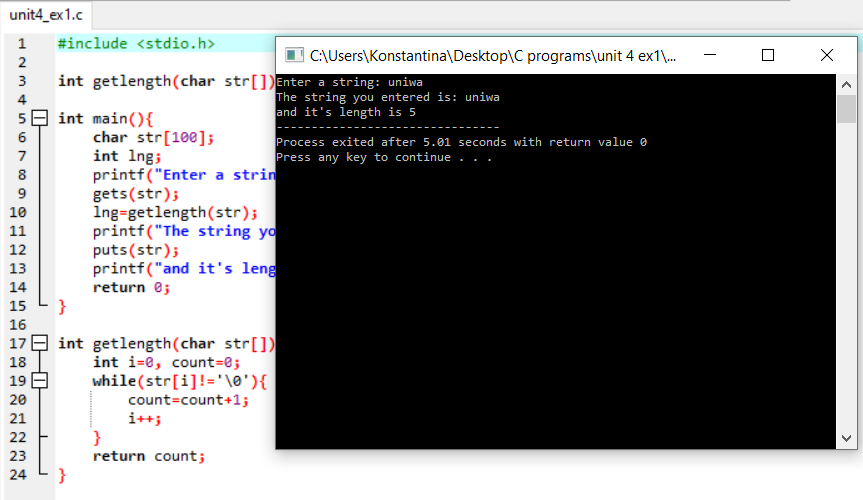 unit4_ex1.c
1 #include <stdio.h>
2
3 int getlength(char str[])
4
5 int main(){
6 char str[100];
7 int lng;
8 printf("Enter a strin
9 gets(str);
10 lng=getlength(str);
11 printf("The string yo
12 puts(str);
13 printf("and it's leng
14 return 0;
15 }
16
17 int getlength(char str[])
18 int i=0, count=0;
19 while(str[i]!='\0'){
20 count=count+1;
21 i++;
22 }
23 return count;
24 }
C:\Users\Konstantina\Desktop\C programs\unit 4 ex1\...
Enter a string: uniwa
The string you entered is: uniwa
and it's length is 5
--------------------------------
Process exited after 5.01 seconds with return value 0
Press any key to continue . . .